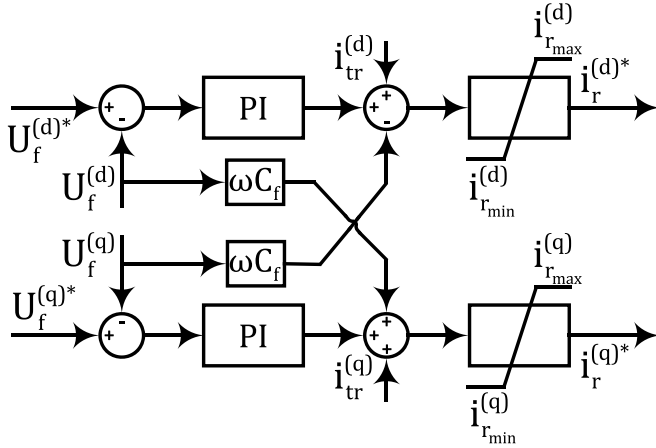 i_tr^(d)
i_r_max^(d)
+ - PI + + - i_r^(d)*
U_f^(d)*
U_f^(d) ωC_f i_r_min^(d)
U_f^(q) ωC_f i_r_max^(q)
U_f^(q)*
+ - PI + + + i_r^(q)*
i_tr^(q)
i_r_min^(q)